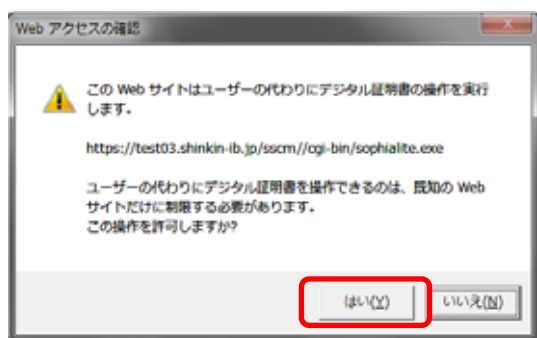 Web アクセスの確認
この Web サイトはユーザーの代わりにデジタル証明書の操作を実行
します。
https://test03.shinkin-ib.jp/sscm//cgi-bin/sophialite.exe
ユーザーの代わりにデジタル証明書を操作できるのは、既知の Web
サイトだけに制限する必要があります。
この操作を許可しますか?
はい(Y) いいえ(N)